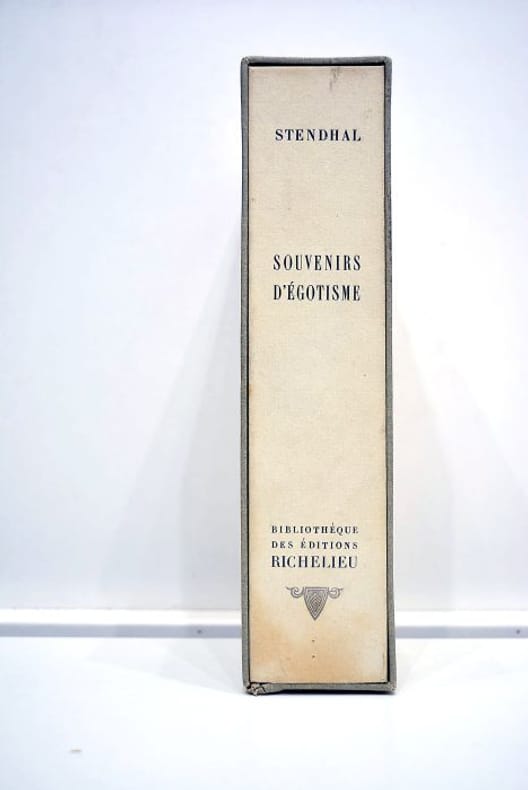 STENDHAL
SOUVENIRS
D'ÉGOTISME
BIBLIOTHÈQUE
DES ÉDITIONS
RICHELIEU